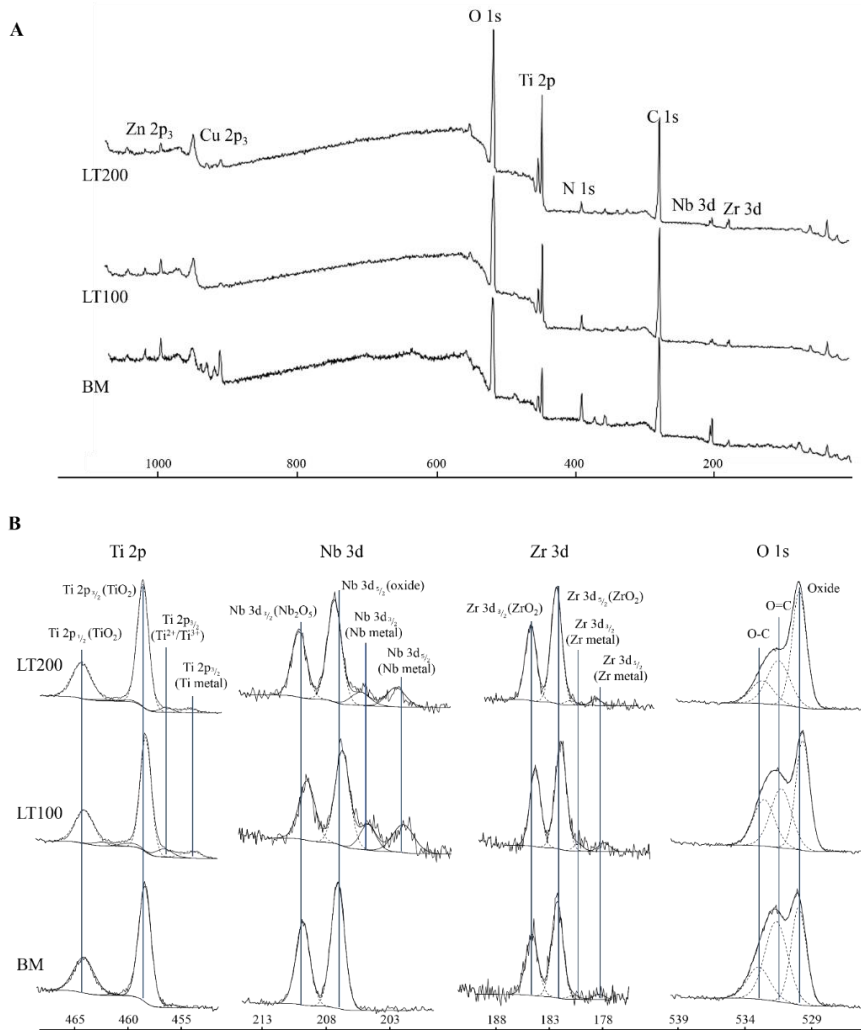 A
O 1s
Ti 2p
Zn 2p3
Cu 2p3
C 1s
LT200
N 1s
Nb 3d
Zr 3d
LT100
BM
1000 800 600 400 200
B
Ti 2p
Nb 3d
Zr 3d
O 1s
Ti 2p3/2(TiO2)
Ti 2p1/2(TiO2)
Ti 2p3/2
(Ti2+/Ti3+)
Ti 2p3/2
(Ti metal)
Nb 3d3/2(Nb2O5)
Nb 3d5/2(oxide)
Nb 3d3/2
(Nb metal)
Nb 3d5/2
(Nb metal)
Zr 3d3/2(ZrO2)
Zr 3d5/2(ZrO2)
Zr 3d3/2
(Zr metal)
Zr 3d3/2
(Zr metal)
Oxide
O=C
O-C
LT200
LT100
BM
465 460 455
213 208 203
188 183 178
539 534 529